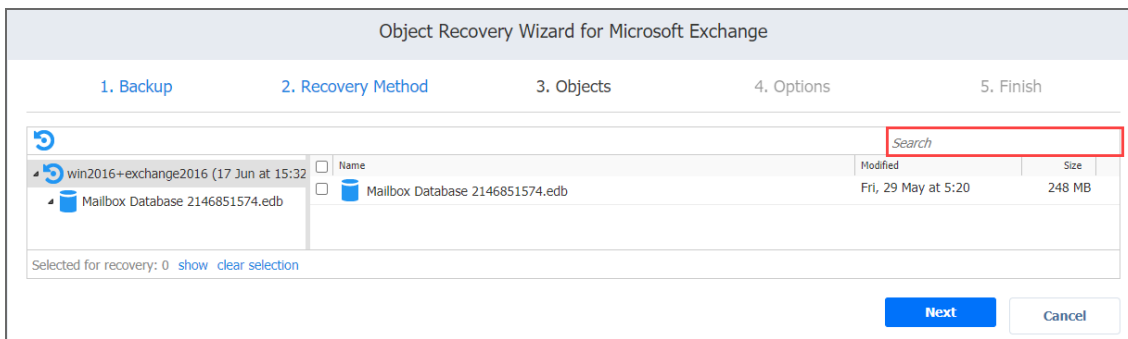 Object Recovery Wizard for Microsoft Exchange
1. Backup 2. Recovery Method 3. Objects 4. Options 5. Finish
Search
win2016+exchange2016 (17 Jun at 15:32
Mailbox Database 2146851574.edb
Name Modified Size
Mailbox Database 2146851574.edb Fri, 29 May at 5:20 248 MB
Selected for recovery: 0 show clear selection
Next Cancel